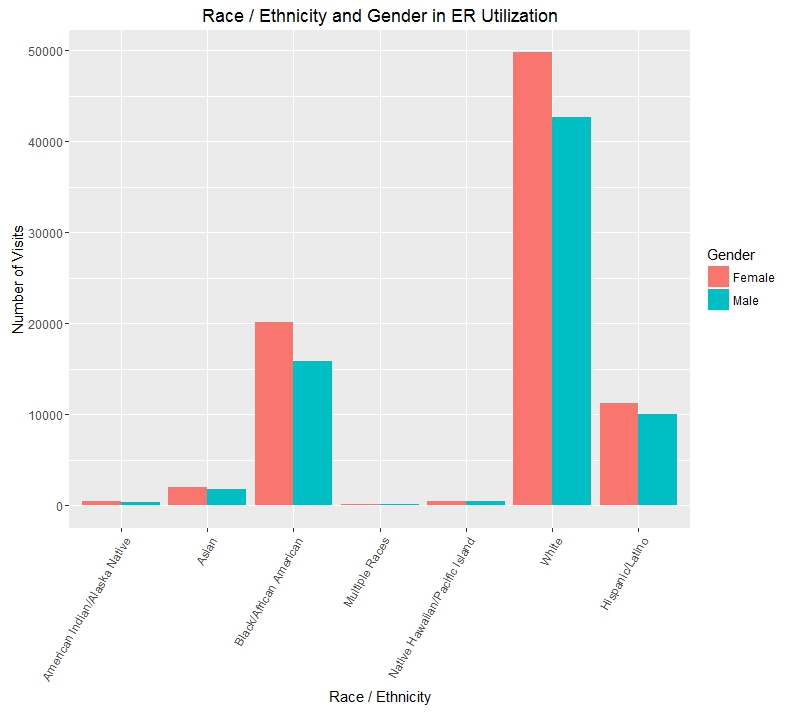 Race / Ethnicity and Gender in ER Utilization
Number of Visits
50000
40000
30000
20000
10000
0
American Indian/Alaska Native
Asian
Black/African American
Multiple Races
Native Hawaiian/Pacific Island
White
Hispanic/Latino
Race / Ethnicity
Gender
Female
Male